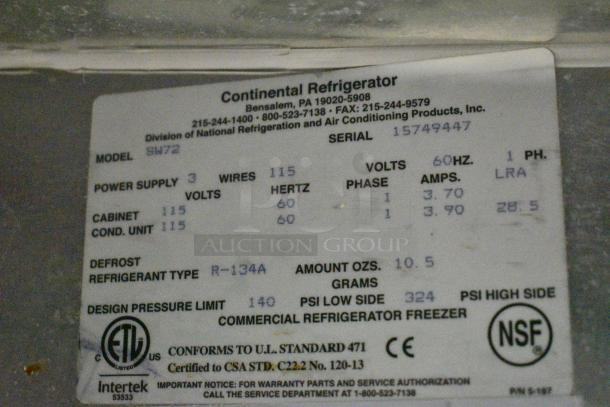 Continental Refrigerator
Bensalem, PA 19020-5908
215-244-1400 · 800-523-7138 · FAX: 215-244-9579
Division of National Refrigeration and Air Conditioning Products, Inc.
MODEL SW72 SERIAL 15749447
POWER SUPPLY 3 WIRES 115 VOLTS 60HZ. 1 PH.
VOLTS HERTZ PHASE AMPS. LRA
CABINET 115 60 1 3.70
COND. UNIT 115 60 1 3.90 28.5
DEFROST
REFRIGERANT TYPE R-134A AMOUNT OZS. 10.5
GRAMS
DESIGN PRESSURE LIMIT 140 PSI LOW SIDE 324 PSI HIGH SIDE
COMMERCIAL REFRIGERATOR FREEZER
C ETL LISTED US
CONFORMS TO U.L. STANDARD 471 CE NSF
Certified to CSA STD. C22.2 No. 120-13
Intertek
53533
IMPORTANT NOTICE: FOR WARRANTY PARTS AND SERVICE AUTHORIZATION
CALL THE SERVICE DEPARTMENT AT 1-800-523-7138
P/N 5-187
AUCTION GROUP